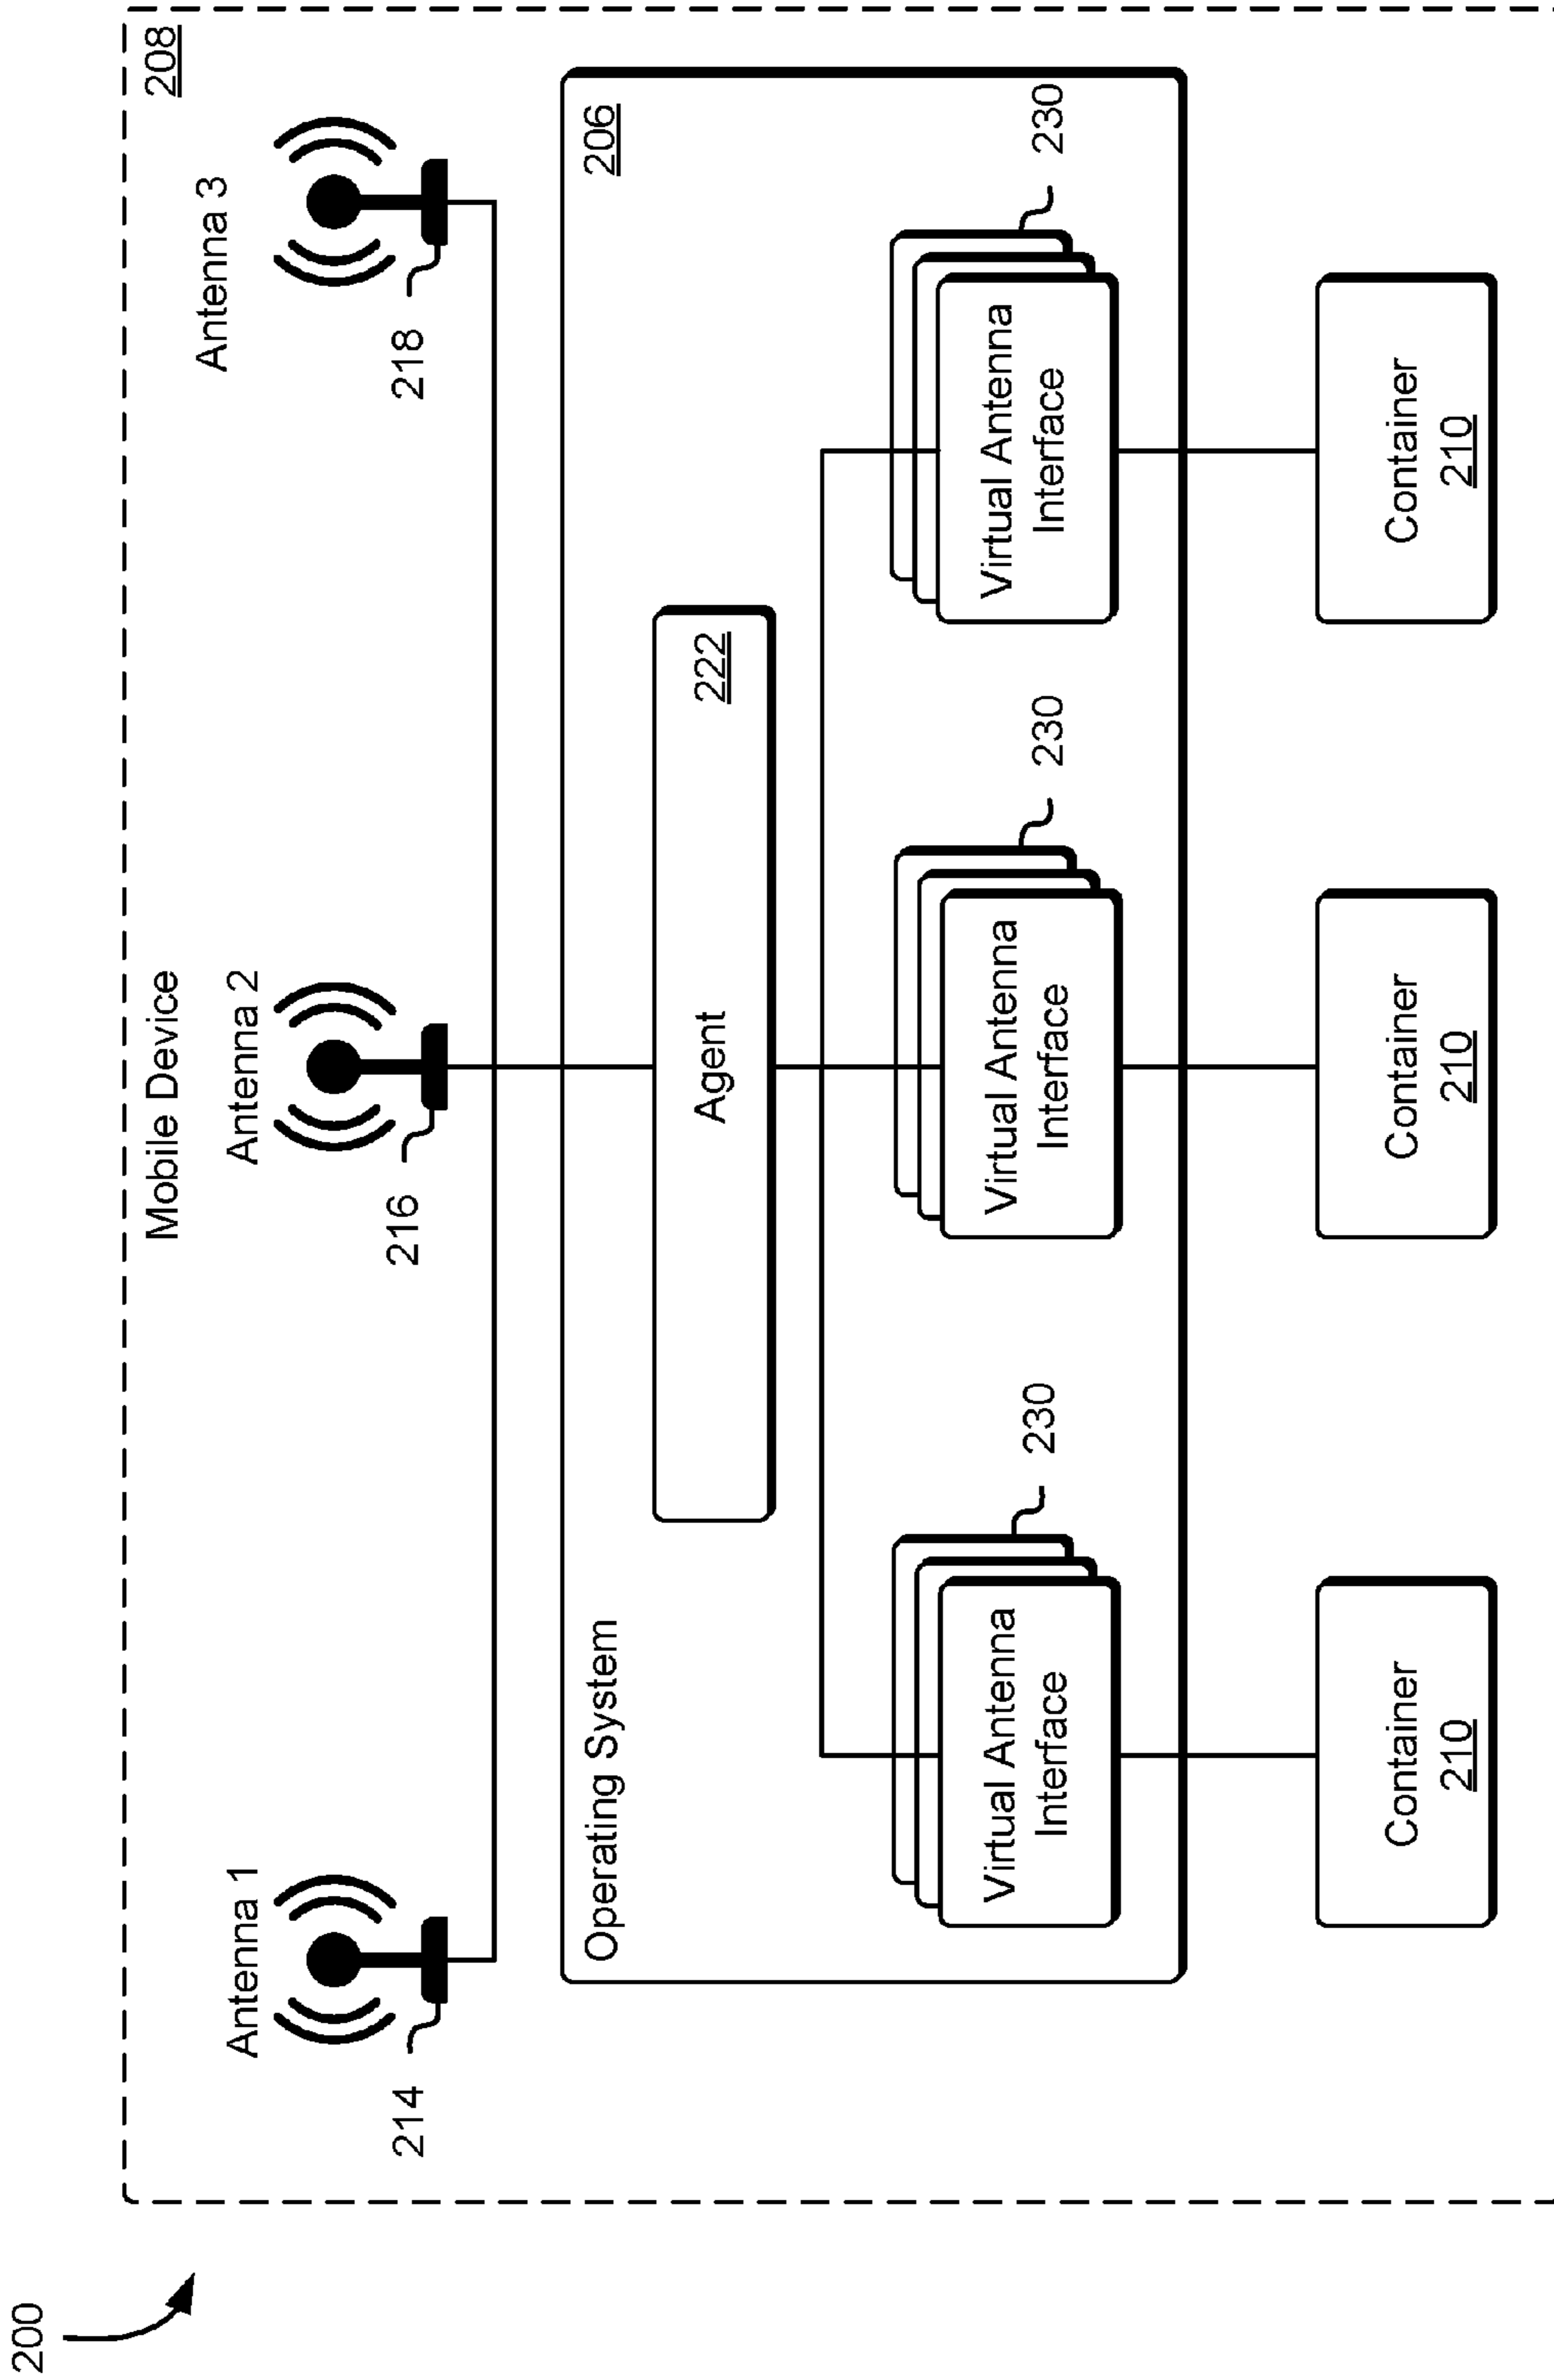 200
Mobile Device
208
Antenna 1
Antenna 2
Antenna 3
214
216
218
Operating System
206
Agent
222
230
230
230
Virtual Antenna
Interface
Virtual Antenna
Interface
Virtual Antenna
Interface
Container
210
Container
210
Container
210